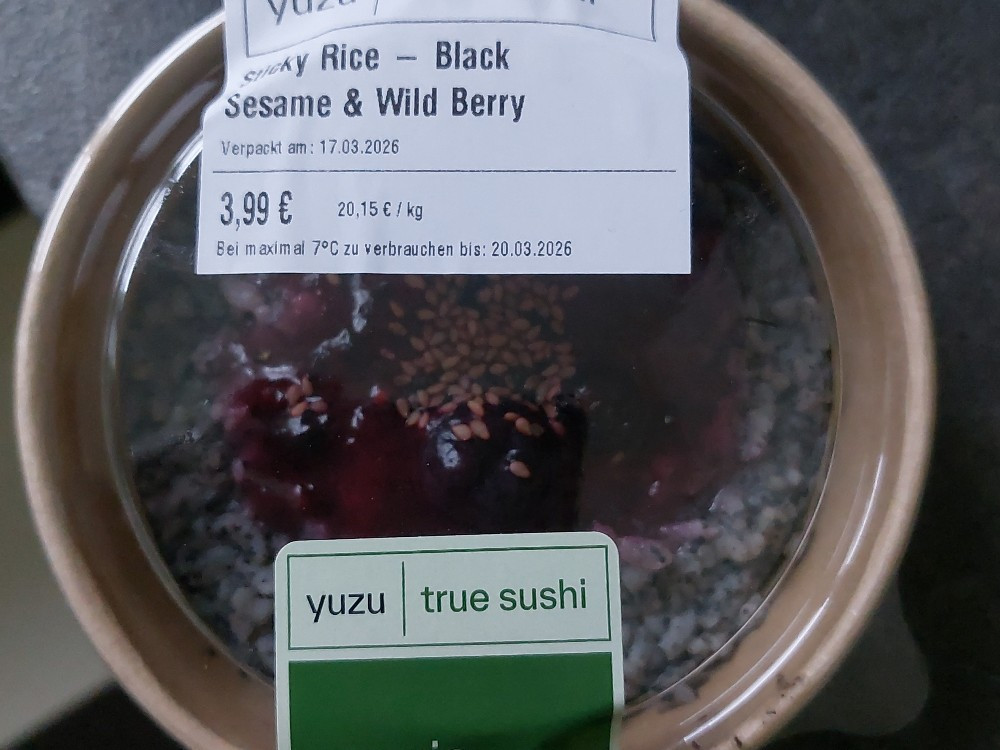 yuzu
Sticky Rice – Black
Sesame & Wild Berry
Verpackt am: 17.03.2026
3,99 € 20,15 € / kg
Bei maximal 7°C zu verbrauchen bis: 20.03.2026
yuzu | true sushi